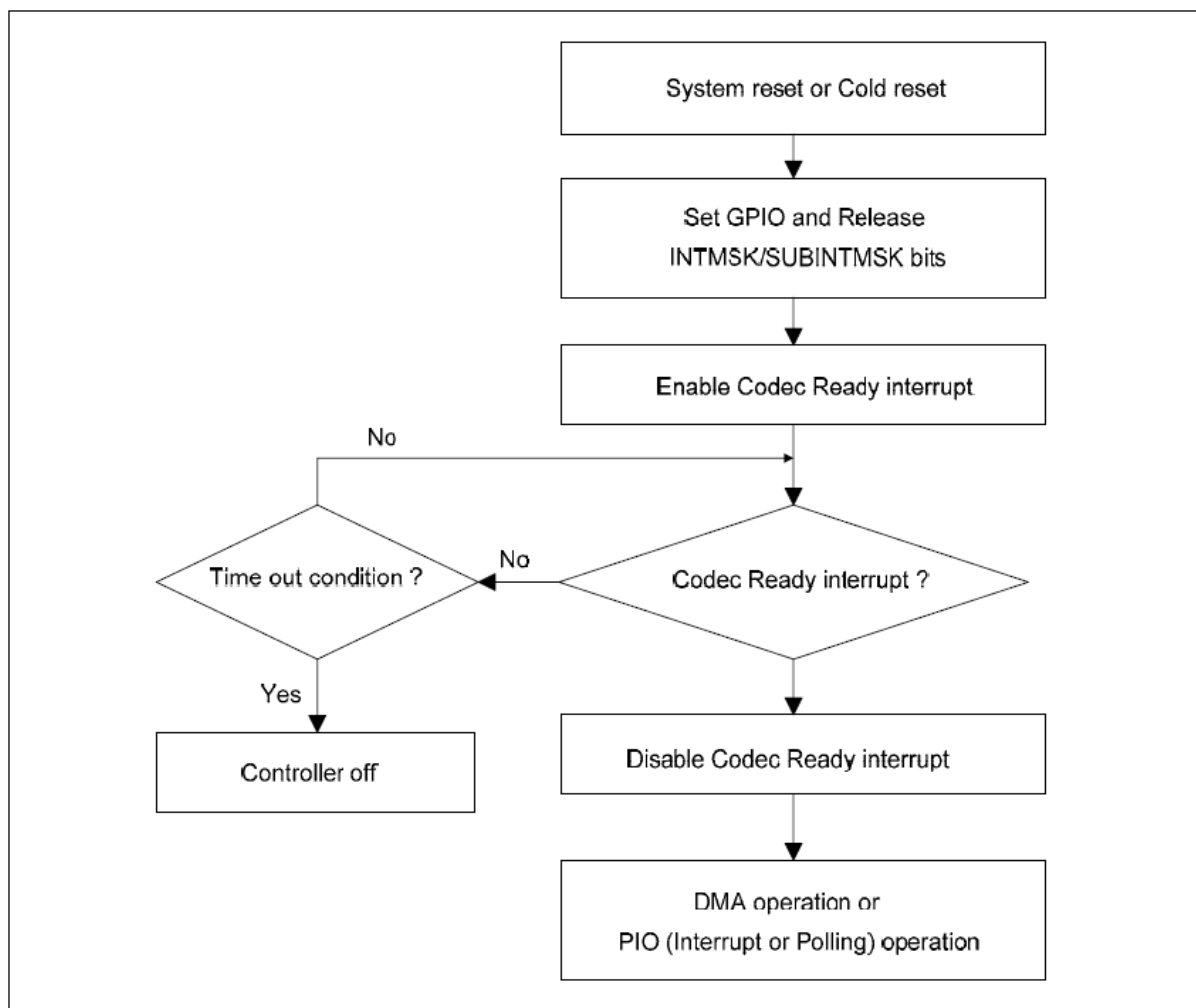 System reset or Cold reset
Set GPIO and Release
INTMSK/SUBINTMSK bits
Enable Codec Ready interrupt
No
Time out condition ?
No
Codec Ready interrupt ?
Yes
Controller off
Disable Codec Ready interrupt
DMA operation or
PIO (Interrupt or Polling) operation